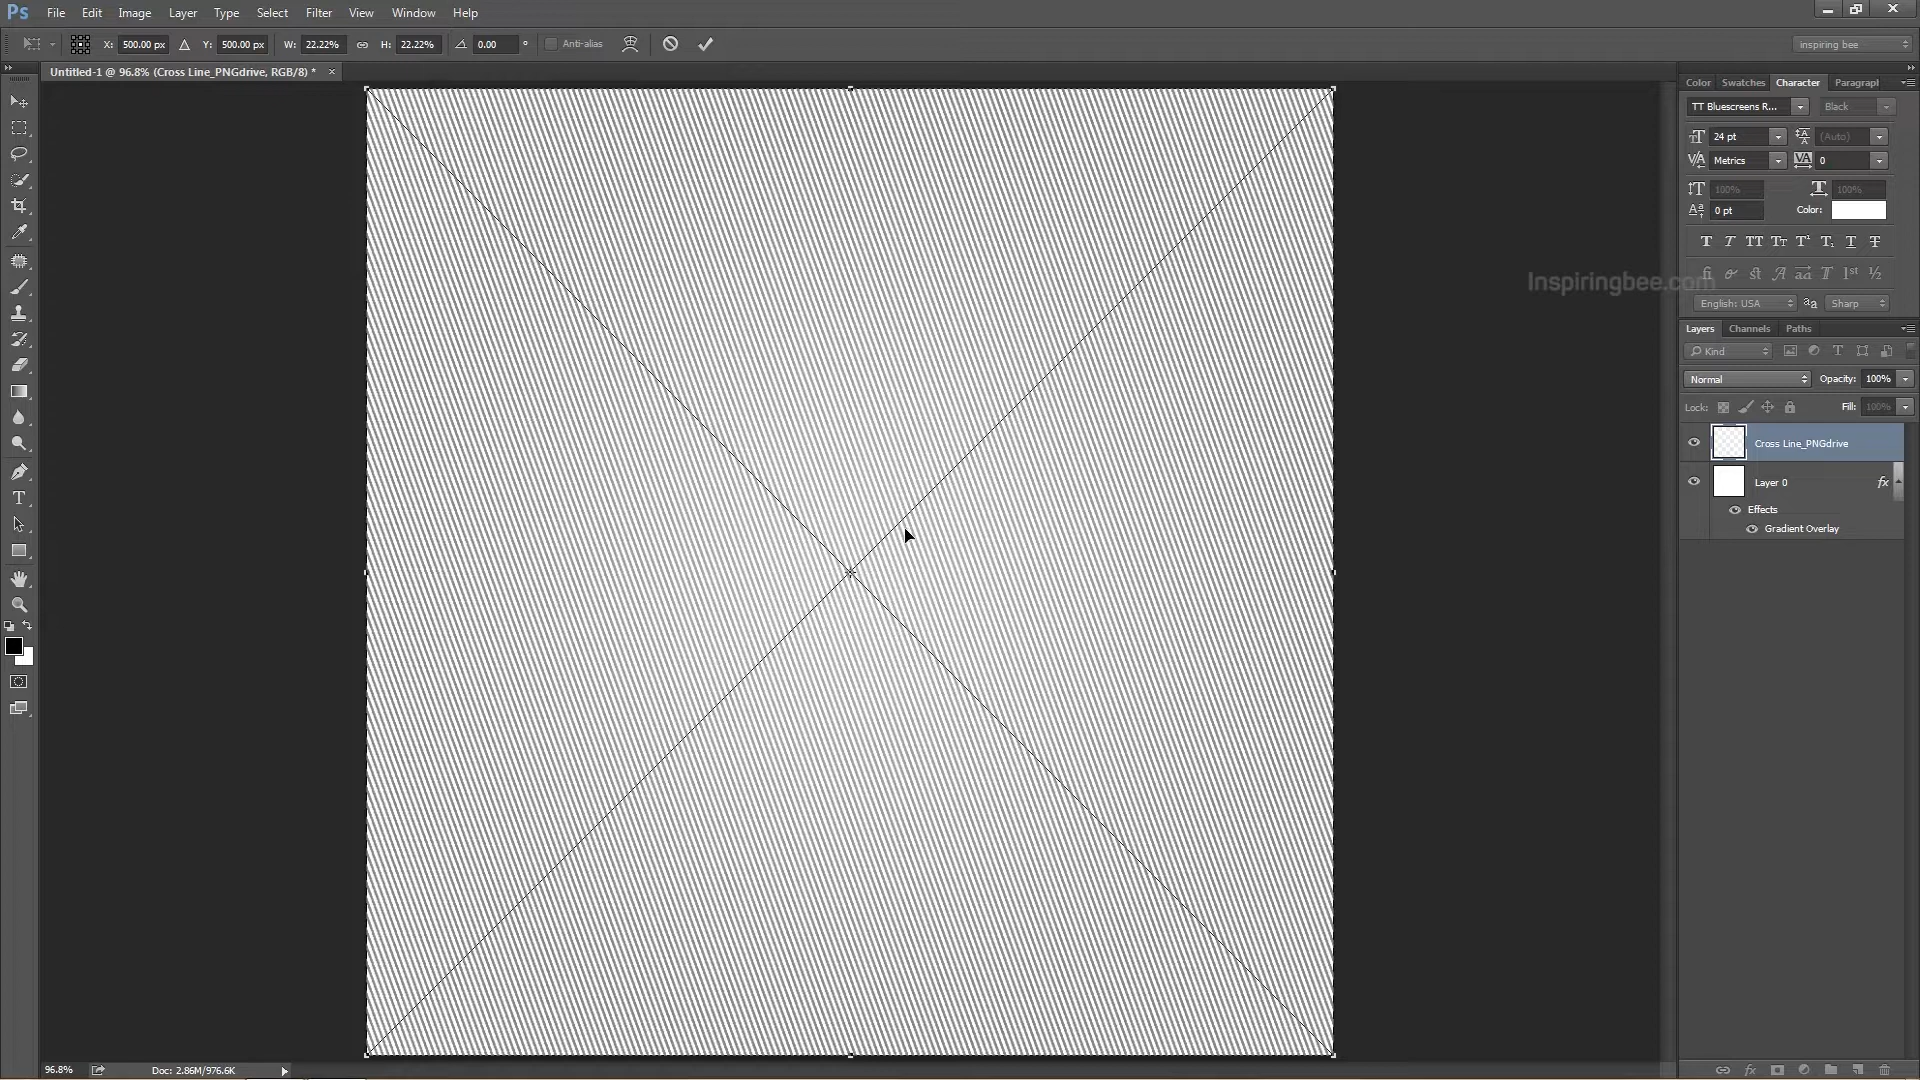 Ps File Edit Image Layer Type Select Filter View Window Help
X: 500.00 px Y: 500.00 px W: 22.22% H: 22.22% 0.00 ° Anti-alias inspiring bee
Untitled-1 @ 96.8% (Cross Line_PNGdrive, RGB/8) * ×
Color Swatches Character Paragraph
TT Bluescreens R... Black
24 pt (Auto)
Metrics 0
100% 100%
0 pt Color:
Inspiringbee.com
English: USA Sharp
Layers Channels Paths
Kind
Normal Opacity: 100%
Lock: Fill: 100%
Cross Line_PNGdrive
Layer 0 fx
Effects
Gradient Overlay
96.8% Doc: 2.86M/976.6K fx